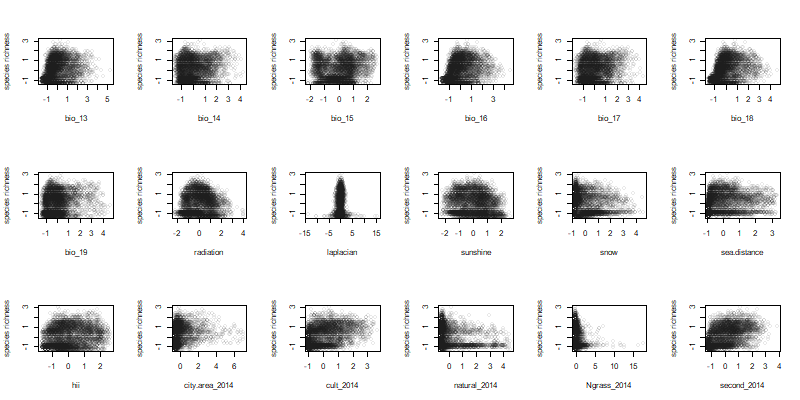 species richness species richness species richness species richness species richness species richness
-1 1 3 -1 1 3 -1 1 3 -1 1 3 -1 1 3 -1 1 3
-1 1 3 5 -1 1 2 3 4 -2 -1 0 1 2 -1 1 3 -1 1 2 3 4 -1 1 2 3 4
bio_13 bio_14 bio_15 bio_16 bio_17 bio_18
species richness species richness species richness species richness species richness species richness
-1 1 3 -1 1 3 -1 1 3 -1 1 3 -1 1 3 -1 1 3
-1 1 2 3 4 -2 0 2 4 -15 -5 5 15 -2 -1 0 1 2 0 1 2 3 4 -1 0 1 2 3
bio_19 radiation laplacian sunshine snow sea.distance
species richness species richness species richness species richness species richness species richness
-1 1 3 -1 1 3 -1 1 3 -1 1 3 -1 1 3 -1 1 3
-1 0 1 2 0 2 4 6 -1 0 1 2 3 0 1 2 3 4 5 0 5 10 15 -1 0 1 2 3 4
hii city.area_2014 cult_2014 natural_2014 Ngrass_2014 second_2014